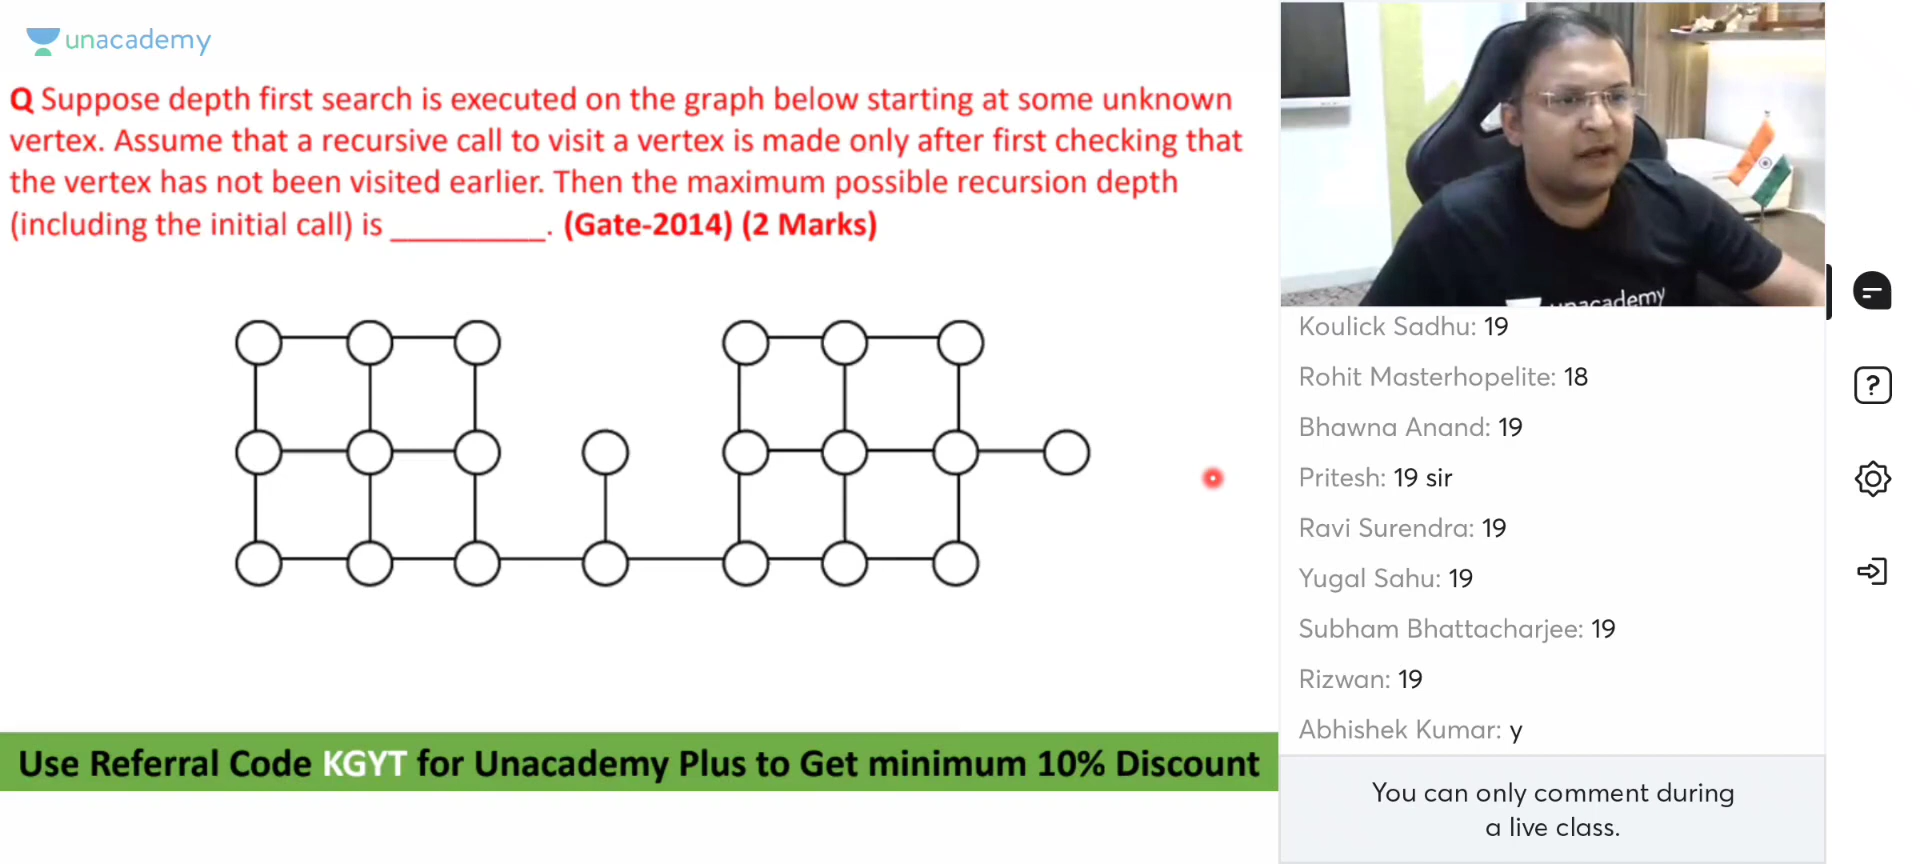 unacademy
Q Suppose depth first search is executed on the graph below starting at some unknown
vertex. Assume that a recursive call to visit a vertex is made only after first checking that
the vertex has not been visited earlier. Then the maximum possible recursion depth
(including the initial call) is __________. (Gate-2014) (2 Marks)
Use Referral Code KGYT for Unacademy Plus to Get minimum 10% Discount
unacademy
Koulick Sadhu: 19
Rohit Masterhopelite: 18
Bhawna Anand: 19
Pritesh: 19 sir
Ravi Surendra: 19
Yugal Sahu: 19
Subham Bhattacharjee: 19
Rizwan: 19
Abhishek Kumar: y
You can only comment during
a live class.
?